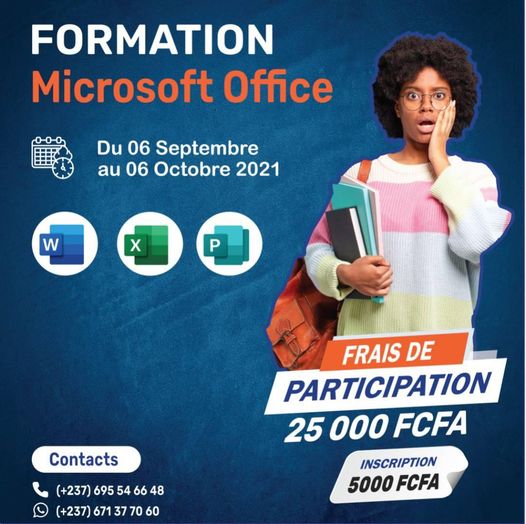 FORMATION
Microsoft Office
Du 06 Septembre
au 06 Octobre 2021
W
X
P
FRAIS DE
PARTICIPATION
25 000 FCFA
INSCRIPTION
5000 FCFA
Contacts
(+237) 695 54 66 48
(+237) 671 37 70 60